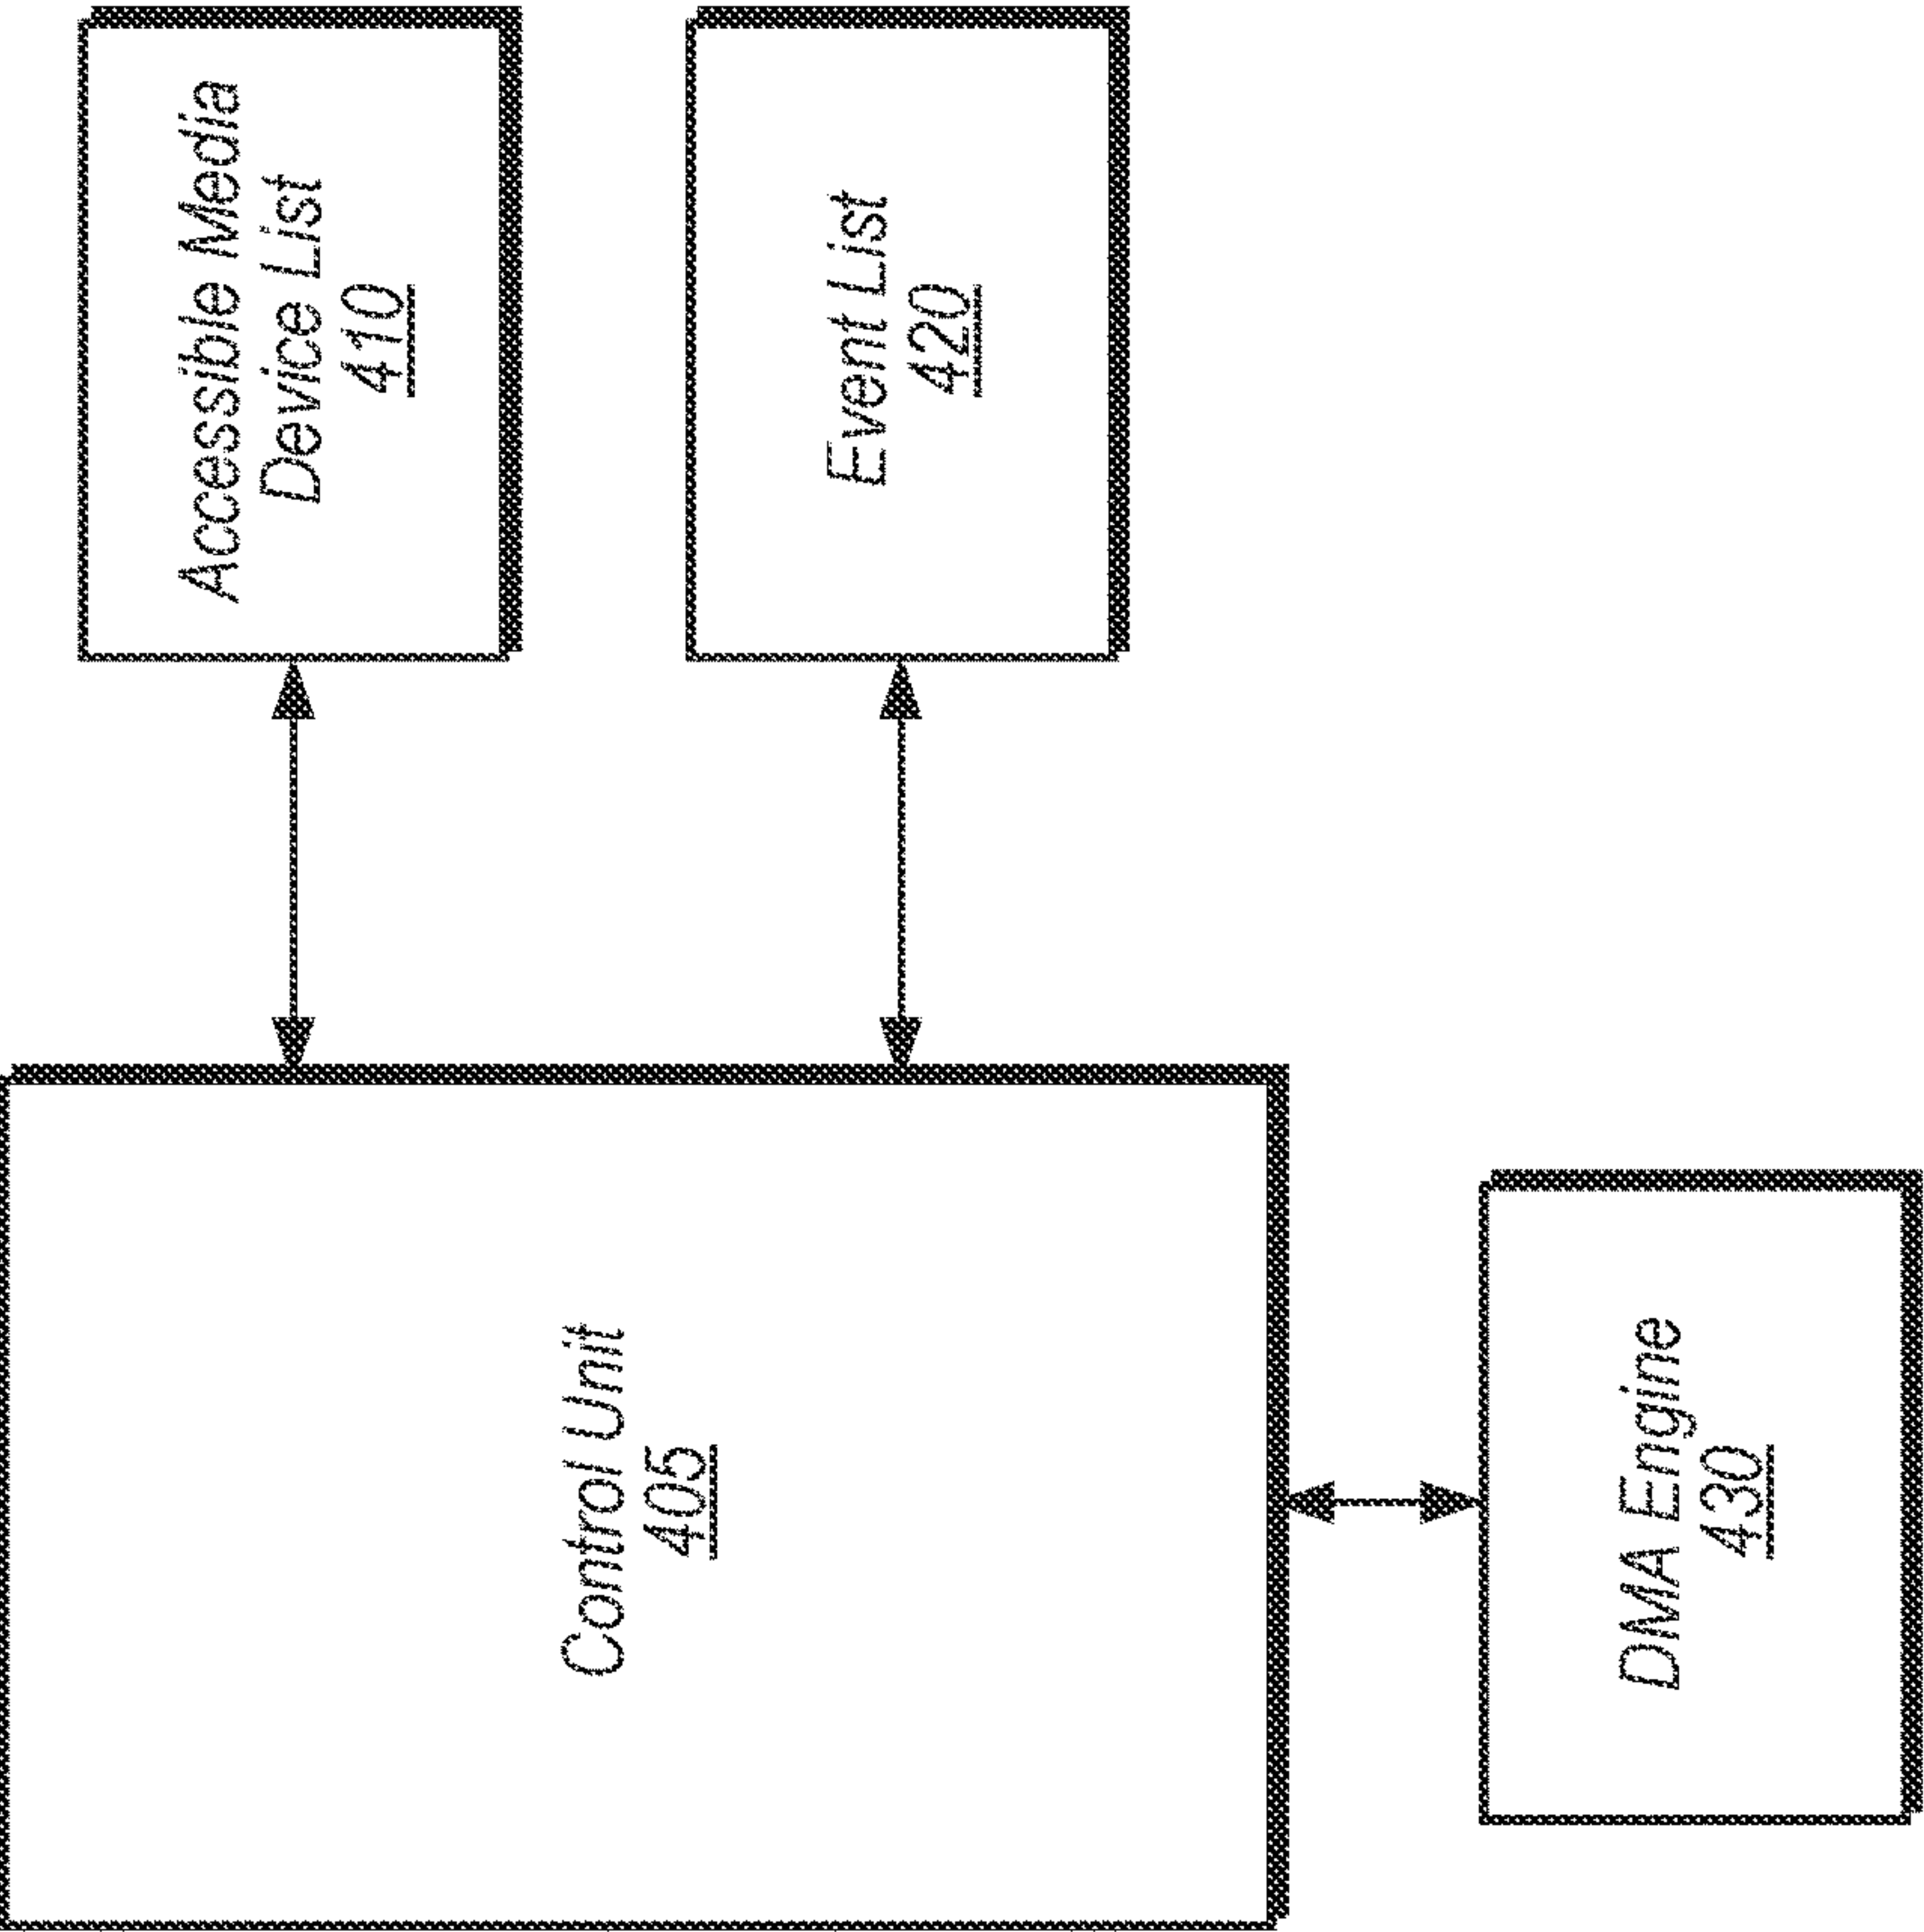 Control Unit
405
Accessible Media
Device List
410
Event List
420
DMA Engine
430